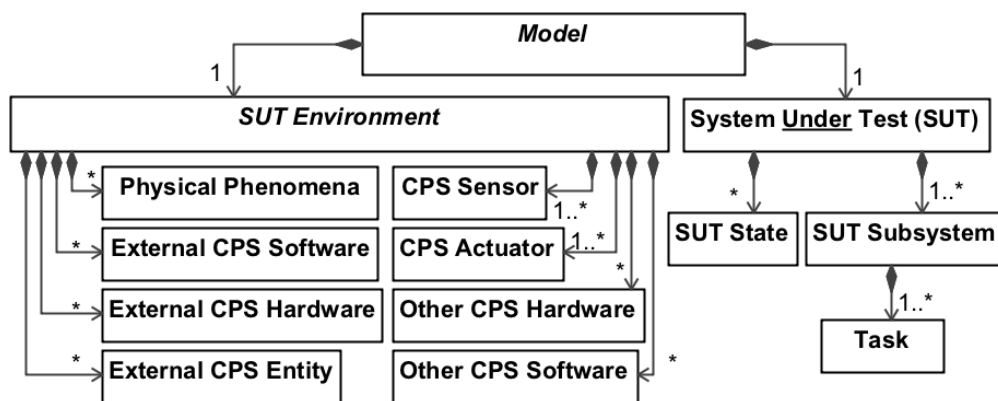 Model
1
1
SUT Environment
System Under Test (SUT)
*
Physical Phenomena
CPS Sensor
1..*
*
1..*
External CPS Software
CPS Actuator
1..*
SUT State
SUT Subsystem
*
*
External CPS Hardware
Other CPS Hardware
*
1..*
Task
*
External CPS Entity
Other CPS Software
*